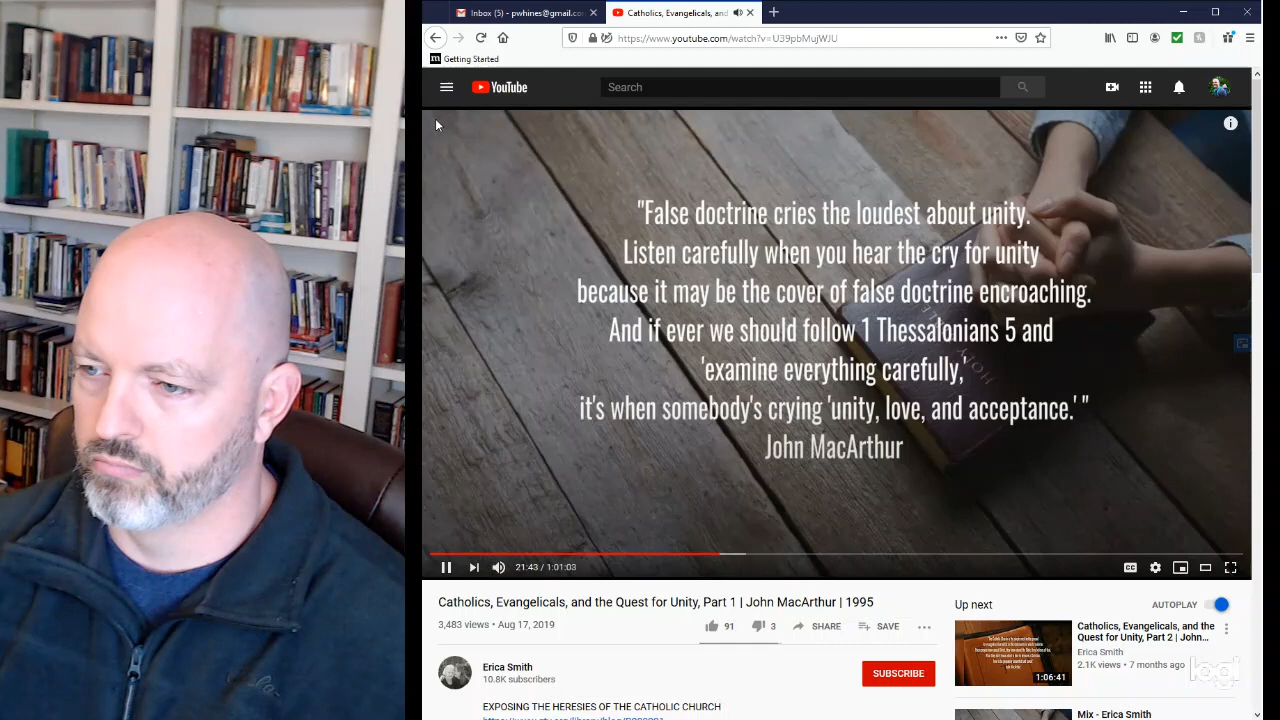 Inbox (5) - pwhines@gmail.co
Catholics, Evangelicals, and
https://www.youtube.com/watch?v=U39pbMujWJU
Getting Started
YouTube
Search
"False doctrine cries the loudest about unity.
Listen carefully when you hear the cry for unity
because it may be the cover of false doctrine encroaching.
And if ever we should follow 1 Thessalonians 5 and
'examine everything carefully,'
it's when somebody's crying 'unity, love, and acceptance.' "
John MacArthur
HOLY
21:43 / 1:01:03
CC
Catholics, Evangelicals, and the Quest for Unity, Part 1 | John MacArthur | 1995
3,483 views • Aug 17, 2019
91
3
SHARE
SAVE
Erica Smith
10.8K subscribers
SUBSCRIBE
EXPOSING THE HERESIES OF THE CATHOLIC CHURCH
Up next
AUTOPLAY
Catholics, Evangelicals, and the
Quest for Unity, Part 2 | John...
Erica Smith
2.1K views • 7 months ago
1:06:41
Mix - Erica Smith